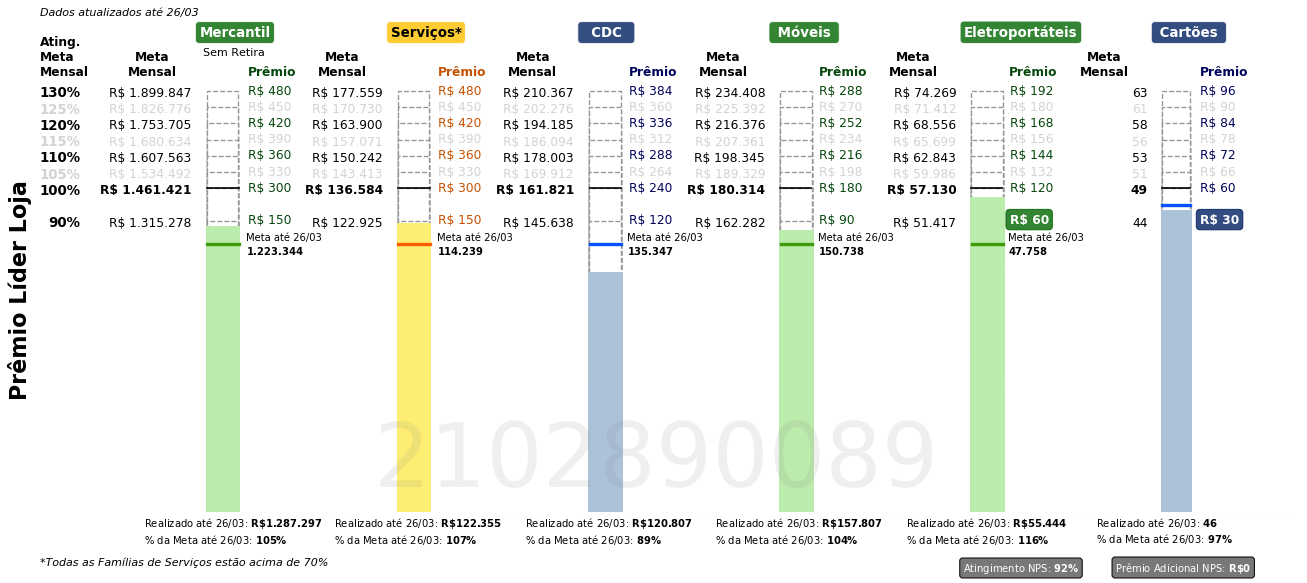 Dados atualizados até 26/03
Mercantil Serviços* CDC Móveis Eletroportáteis Cartões
Sem Retira
Ating. Meta Mensal Meta Mensal Prêmio Meta Mensal Prêmio Meta Mensal Prêmio Meta Mensal Prêmio Meta Mensal Prêmio Meta Mensal Prêmio
130% R$ 1.899.847 R$ 480 R$ 177.559 R$ 480 R$ 210.367 R$ 384 R$ 234.408 R$ 288 R$ 74.269 R$ 192 63 R$ 96
125% R$ 1.826.776 R$ 450 R$ 170.730 R$ 450 R$ 202.276 R$ 360 R$ 225.392 R$ 270 R$ 71.412 R$ 180 61 R$ 90
120% R$ 1.753.705 R$ 420 R$ 163.900 R$ 420 R$ 194.185 R$ 336 R$ 216.376 R$ 252 R$ 68.556 R$ 168 58 R$ 84
115% R$ 1.680.634 R$ 390 R$ 157.071 R$ 390 R$ 186.094 R$ 312 R$ 207.361 R$ 234 R$ 65.699 R$ 156 56 R$ 78
110% R$ 1.607.563 R$ 360 R$ 150.242 R$ 360 R$ 178.003 R$ 288 R$ 198.345 R$ 216 R$ 62.843 R$ 144 53 R$ 72
105% R$ 1.534.492 R$ 330 R$ 143.413 R$ 330 R$ 169.912 R$ 264 R$ 189.329 R$ 198 R$ 59.986 R$ 132 51 R$ 66
100% R$ 1.461.421 R$ 300 R$ 136.584 R$ 300 R$ 161.821 R$ 240 R$ 180.314 R$ 180 R$ 57.130 R$ 120 49 R$ 60
90% R$ 1.315.278 R$ 150 R$ 122.925 R$ 150 R$ 145.638 R$ 120 R$ 162.282 R$ 90 R$ 51.417 R$ 60 44 R$ 30
Meta até 26/03 Meta até 26/03 Meta até 26/03 Meta até 26/03 Meta até 26/03
1.223.344 114.239 135.347 150.738 47.758
Prêmio Líder Loja
2102890089
Realizado até 26/03: R$1.287.297 Realizado até 26/03: R$122.355 Realizado até 26/03: R$120.807 Realizado até 26/03: R$157.807 Realizado até 26/03: R$55.444 Realizado até 26/03: 46
% da Meta até 26/03: 105% % da Meta até 26/03: 107% % da Meta até 26/03: 89% % da Meta até 26/03: 104% % da Meta até 26/03: 116% % da Meta até 26/03: 97%
*Todas as Famílias de Serviços estão acima de 70%
Atingimento NPS: 92% Prêmio Adicional NPS: R$0